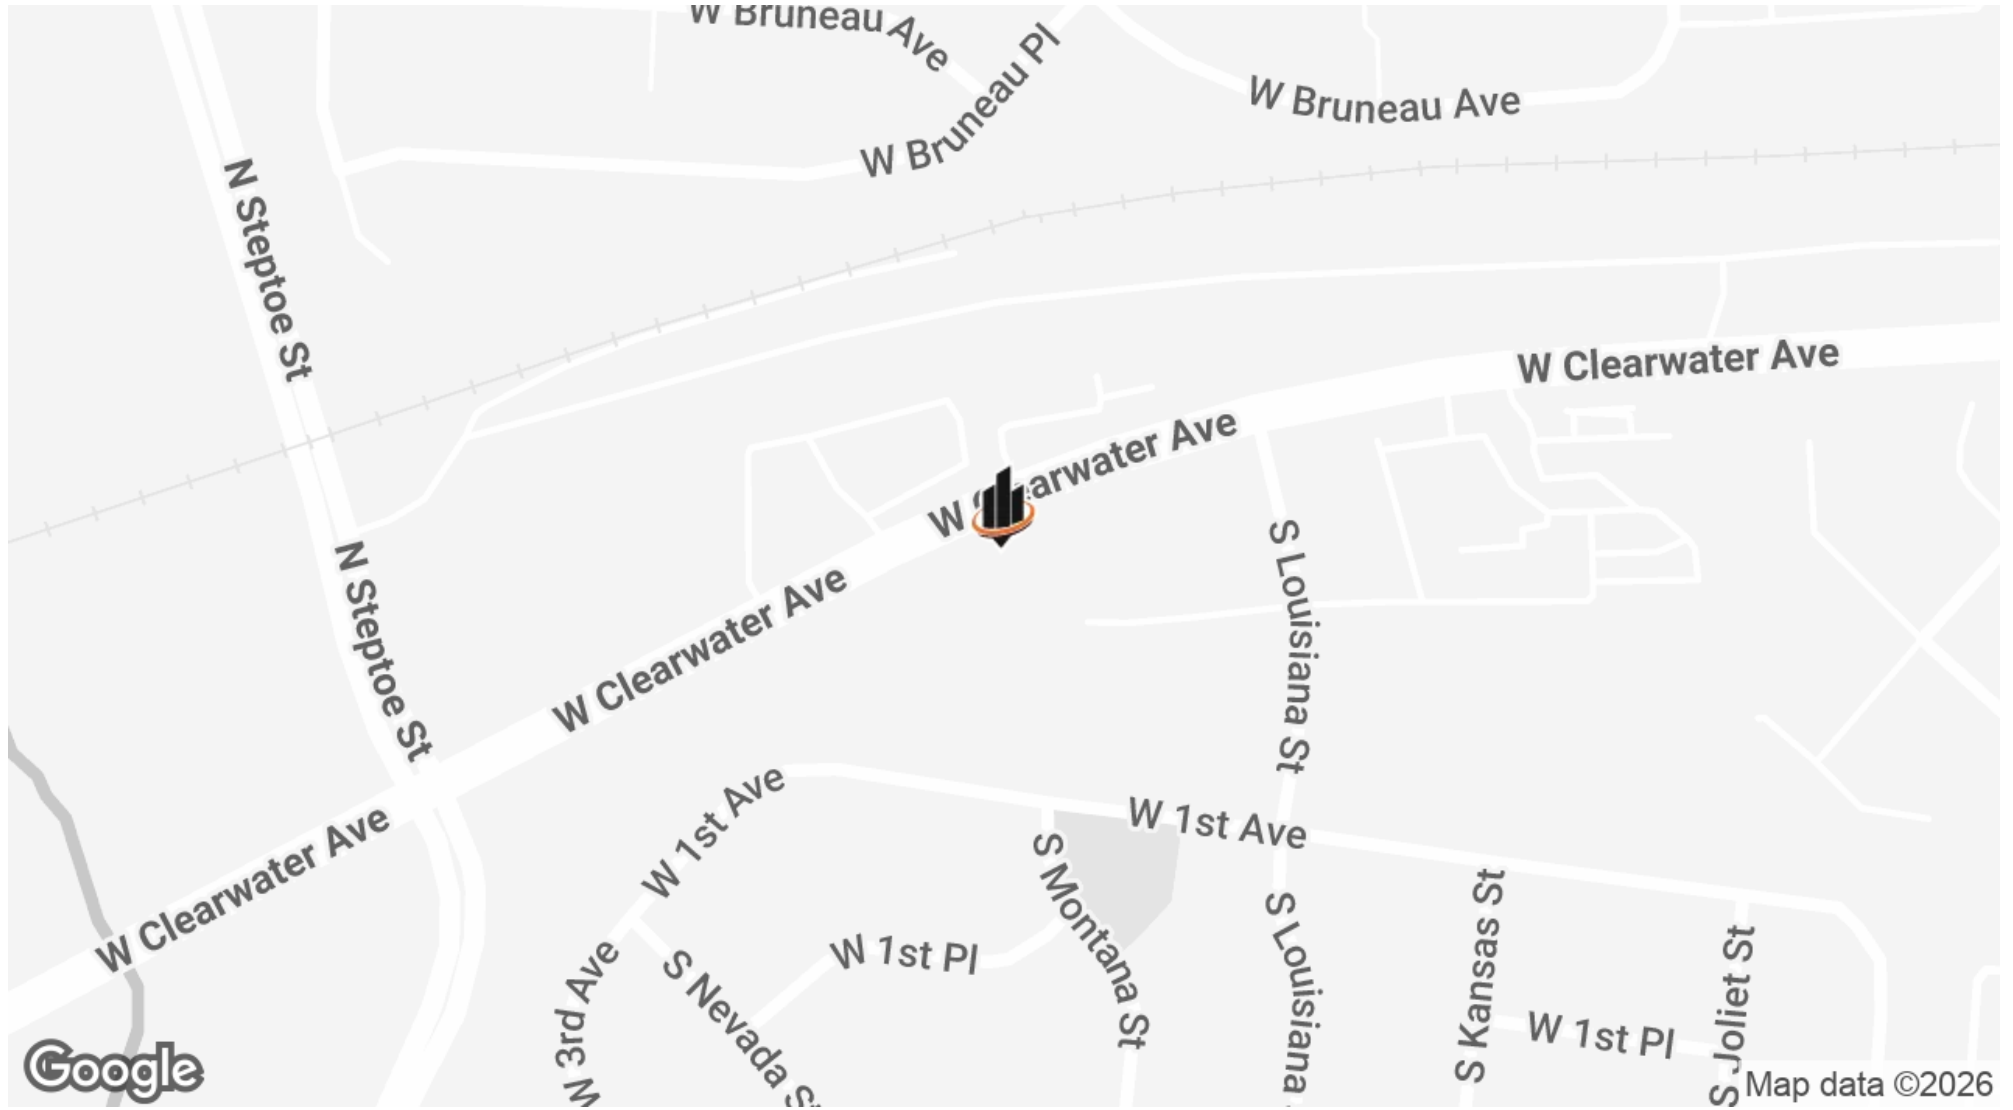 W Bruneau Ave
W Bruneau Pl
W Bruneau Ave
N Steptoe St
W Clearwater Ave
W Clearwater Ave
N Steptoe St
S Louisiana St
W Clearwater Ave
W 1st Ave
W 1st Ave
W Clearwater Ave
S Montana St
S Kansas St
S Louisiana
W 1st Pl
S Joliet St
W 3rd Ave
W
S Nevada St
W 1st Pl
Google
Map data ©2026